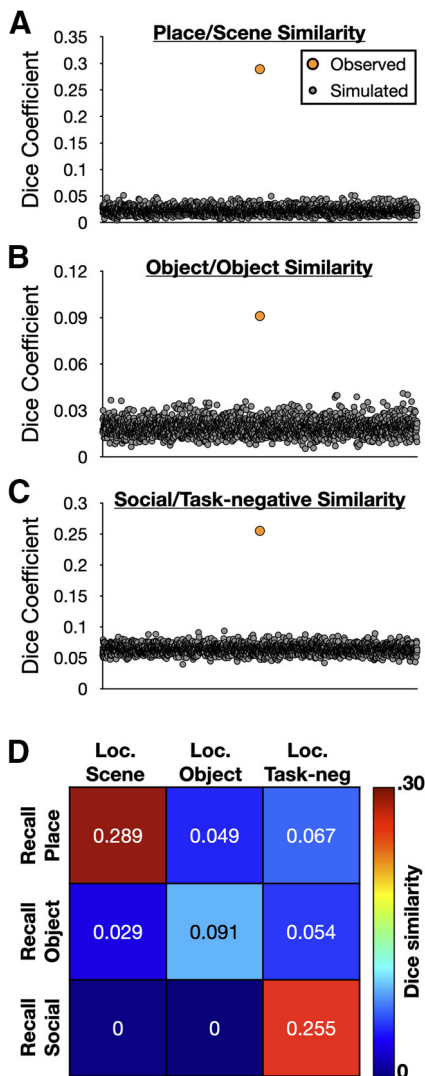 A
Place/Scene Similarity
Dice Coefficient
0.35
0.3
0.25
0.2
0.15
0.1
0.05
0
Observed
Simulated
B
Object/Object Similarity
Dice Coefficient
0.12
0.09
0.06
0.03
0
C
Social/Task-negative Similarity
Dice Coefficient
0.3
0.25
0.2
0.15
0.1
0.05
0
D
Loc. Scene
Loc. Object
Loc. Task-neg
Recall Place
0.289
0.049
0.067
Recall Object
0.029
0.091
0.054
Recall Social
0
0
0.255
.30
Dice similarity
0